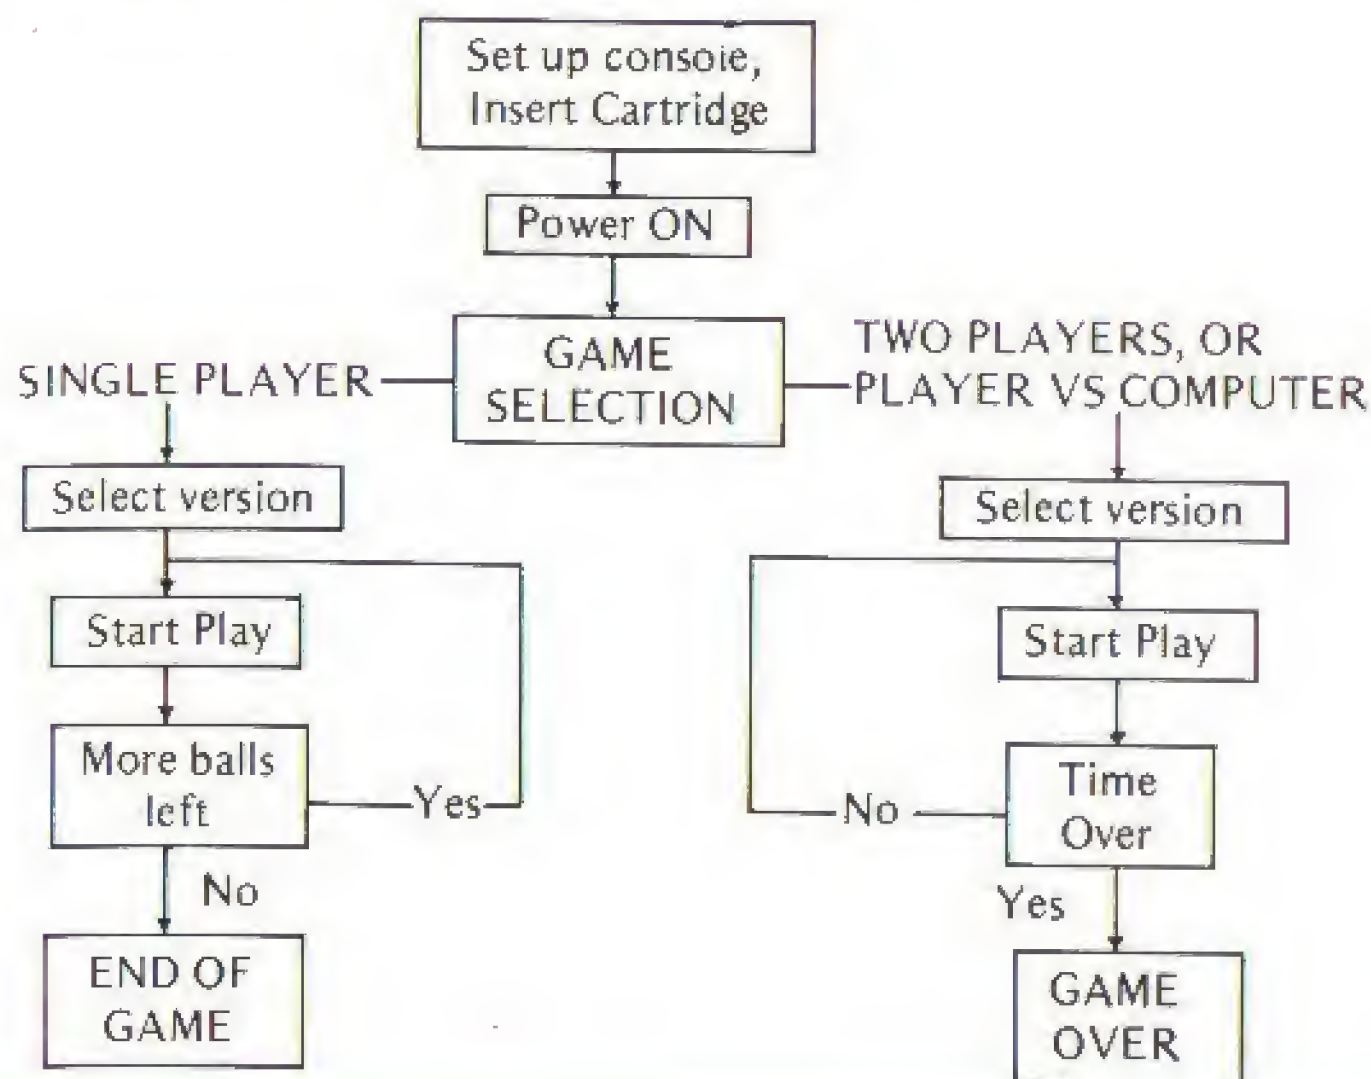 Set up console,
Insert Cartridge
Power ON
GAME
SELECTION
SINGLE PLAYER
TWO PLAYERS, OR
PLAYER VS COMPUTER
Select version
Start Play
More balls
left
Yes
No
END OF
GAME
Select version
Start Play
Time
Over
No
Yes
GAME
OVER